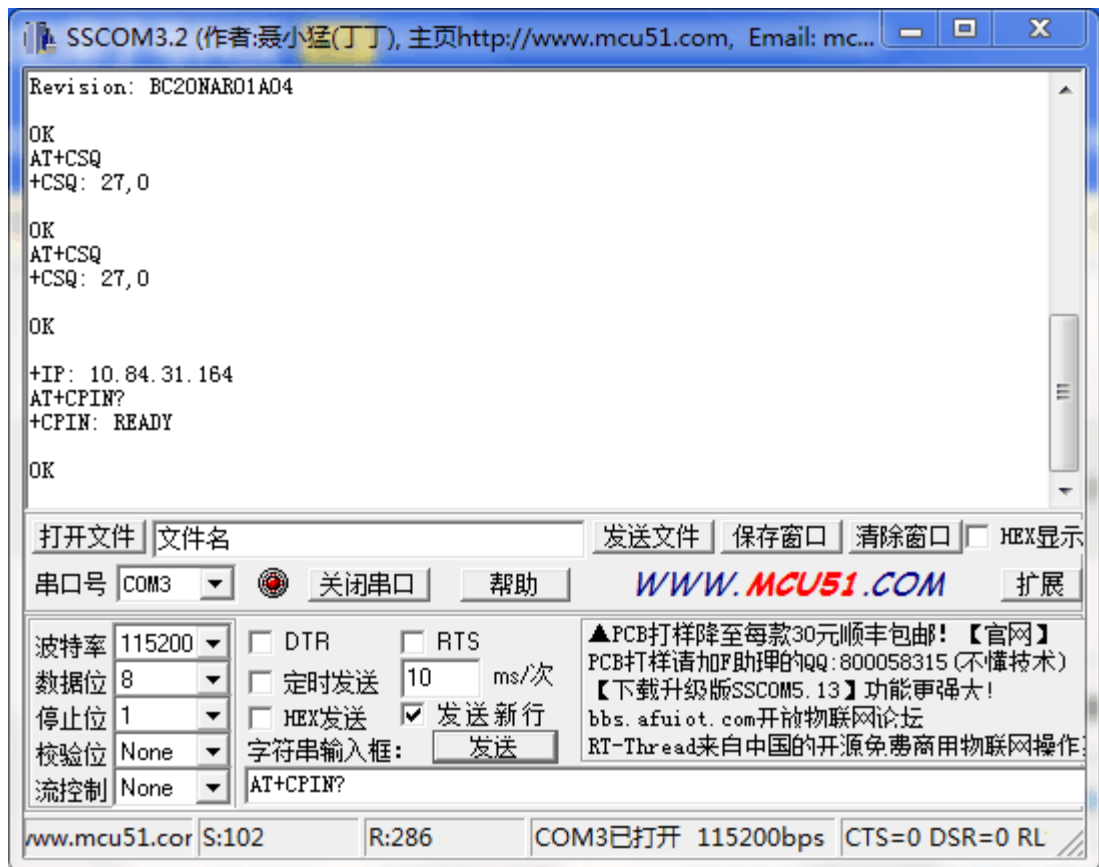 SSCOM3.2 (作者:聂小猛(丁丁), 主页http://www.mcu51.com,  Email: mc...
Revision: BC20NAR01A04
OK
AT+CSQ
+CSQ: 27,0
OK
AT+CSQ
+CSQ: 27,0
OK
+IP: 10.84.31.164
AT+CPIN?
+CPIN: READY
OK
打开文件 文件名 发送文件 保存窗口 清除窗口 HEX显示
串口号 COM3 关闭串口 帮助 WWW.MCU51.COM 扩展
波特率 115200 DTR RTS
数据位 8 定时发送 10 ms/次
停止位 1 HEX发送 发送新行
校验位 None 字符串输入框: 发送
流控制 None AT+CPIN?
▲PCB打样降至每款30元顺丰包邮！【官网】
PCB打样请加F助理的QQ:800058315(不懂技术)
【下载升级版SSCOM5.13】功能更强大!
bbs.afuiot.com开放物联网论坛
RT-Thread来自中国的开源免费商用物联网操作
www.mcu51.cor S:102 R:286 COM3已打开 115200bps CTS=0 DSR=0 RL